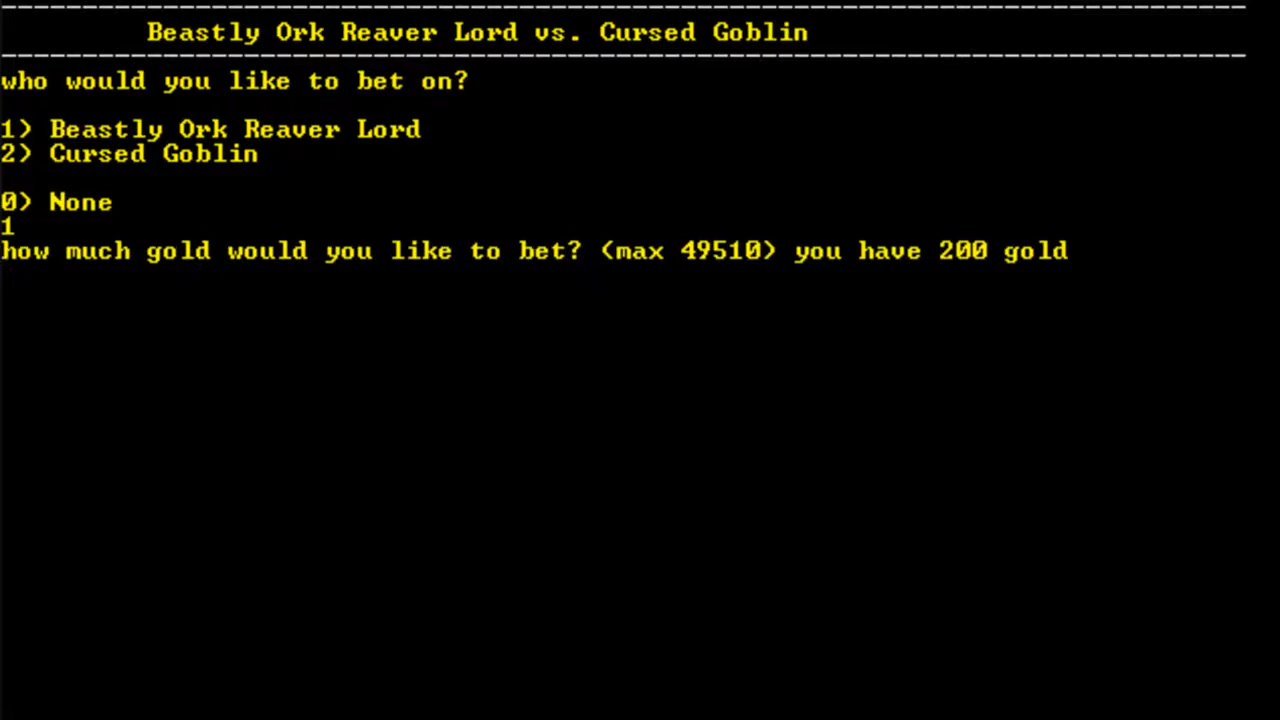 Beastly Ork Reaver Lord vs. Cursed Goblin
who would you like to bet on?
1) Beastly Ork Reaver Lord
2) Cursed Goblin
0) None
1
how much gold would you like to bet? (max 49510) you have 200 gold